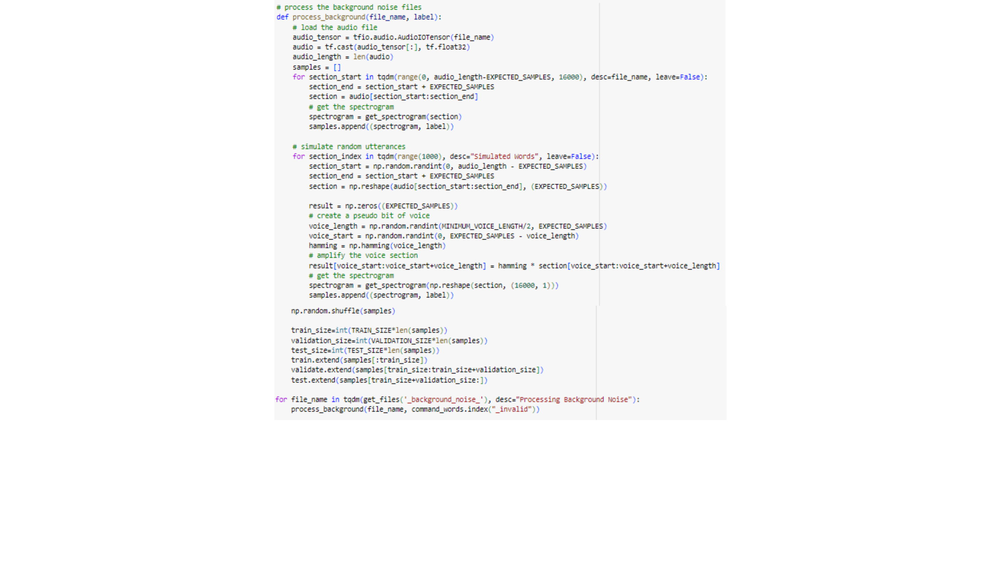 # process the background noise files
def process_background(file_name, label):
    # load the audio file
    audio_tensor = tfio.audio.AudioIOTensor(file_name)
    audio = tf.cast(audio_tensor[:], tf.float32)
    audio_length = len(audio)
    samples = []
    for section_start in tqdm(range(0, audio_length-EXPECTED_SAMPLES, 16000), desc=file_name, leave=False):
        section_end = section_start + EXPECTED_SAMPLES
        section = audio[section_start:section_end]
        # get the spectrogram
        spectrogram = get_spectrogram(section)
        samples.append((spectrogram, label))

    # simulate random utterances
    for section_index in tqdm(range(1000), desc="Simulated Words", leave=False):
        section_start = np.random.randint(0, audio_length - EXPECTED_SAMPLES)
        section_end = section_start + EXPECTED_SAMPLES
        section = np.reshape(audio[section_start:section_end], (EXPECTED_SAMPLES))

        result = np.zeros((EXPECTED_SAMPLES))
        # create a pseudo bit of voice
        voice_length = np.random.randint(MINIMUM_VOICE_LENGTH/2, EXPECTED_SAMPLES)
        voice_start = np.random.randint(0, EXPECTED_SAMPLES - voice_length)
        hamming = np.hamming(voice_length)
        # amplify the voice section
        result[voice_start:voice_start+voice_length] = hamming * section[voice_start:voice_start+voice_length]
        # get the spectrogram
        spectrogram = get_spectrogram(np.reshape(section, (16000, 1)))
        samples.append((spectrogram, label))
    np.random.shuffle(samples)

    train_size=int(TRAIN_SIZE*len(samples))
    validation_size=int(VALIDATION_SIZE*len(samples))
    test_size=int(TEST_SIZE*len(samples))
    train.extend(samples[:train_size])
    validate.extend(samples[train_size:train_size+validation_size])
    test.extend(samples[train_size+validation_size:])

for file_name in tqdm(get_files('_background_noise_'), desc="Processing Background Noise"):
    process_background(file_name, command_words.index("_invalid"))